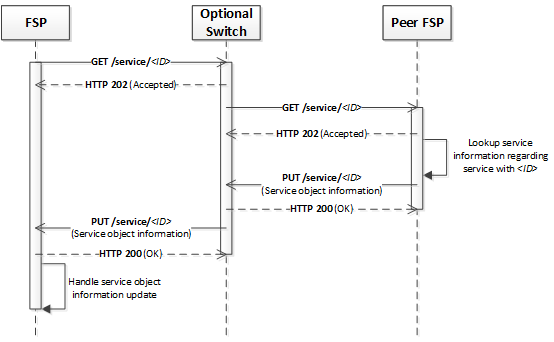 FSP
Optional
Switch
Peer FSP
GET /service/<ID>
HTTP 202 (Accepted)
GET /service/<ID>
HTTP 202 (Accepted)
Lookup service
information regarding
service with <ID>
PUT /service/<ID>
(Service object information)
HTTP 200 (OK)
PUT /service/<ID>
(Service object information)
HTTP 200 (OK)
Handle service object
information update